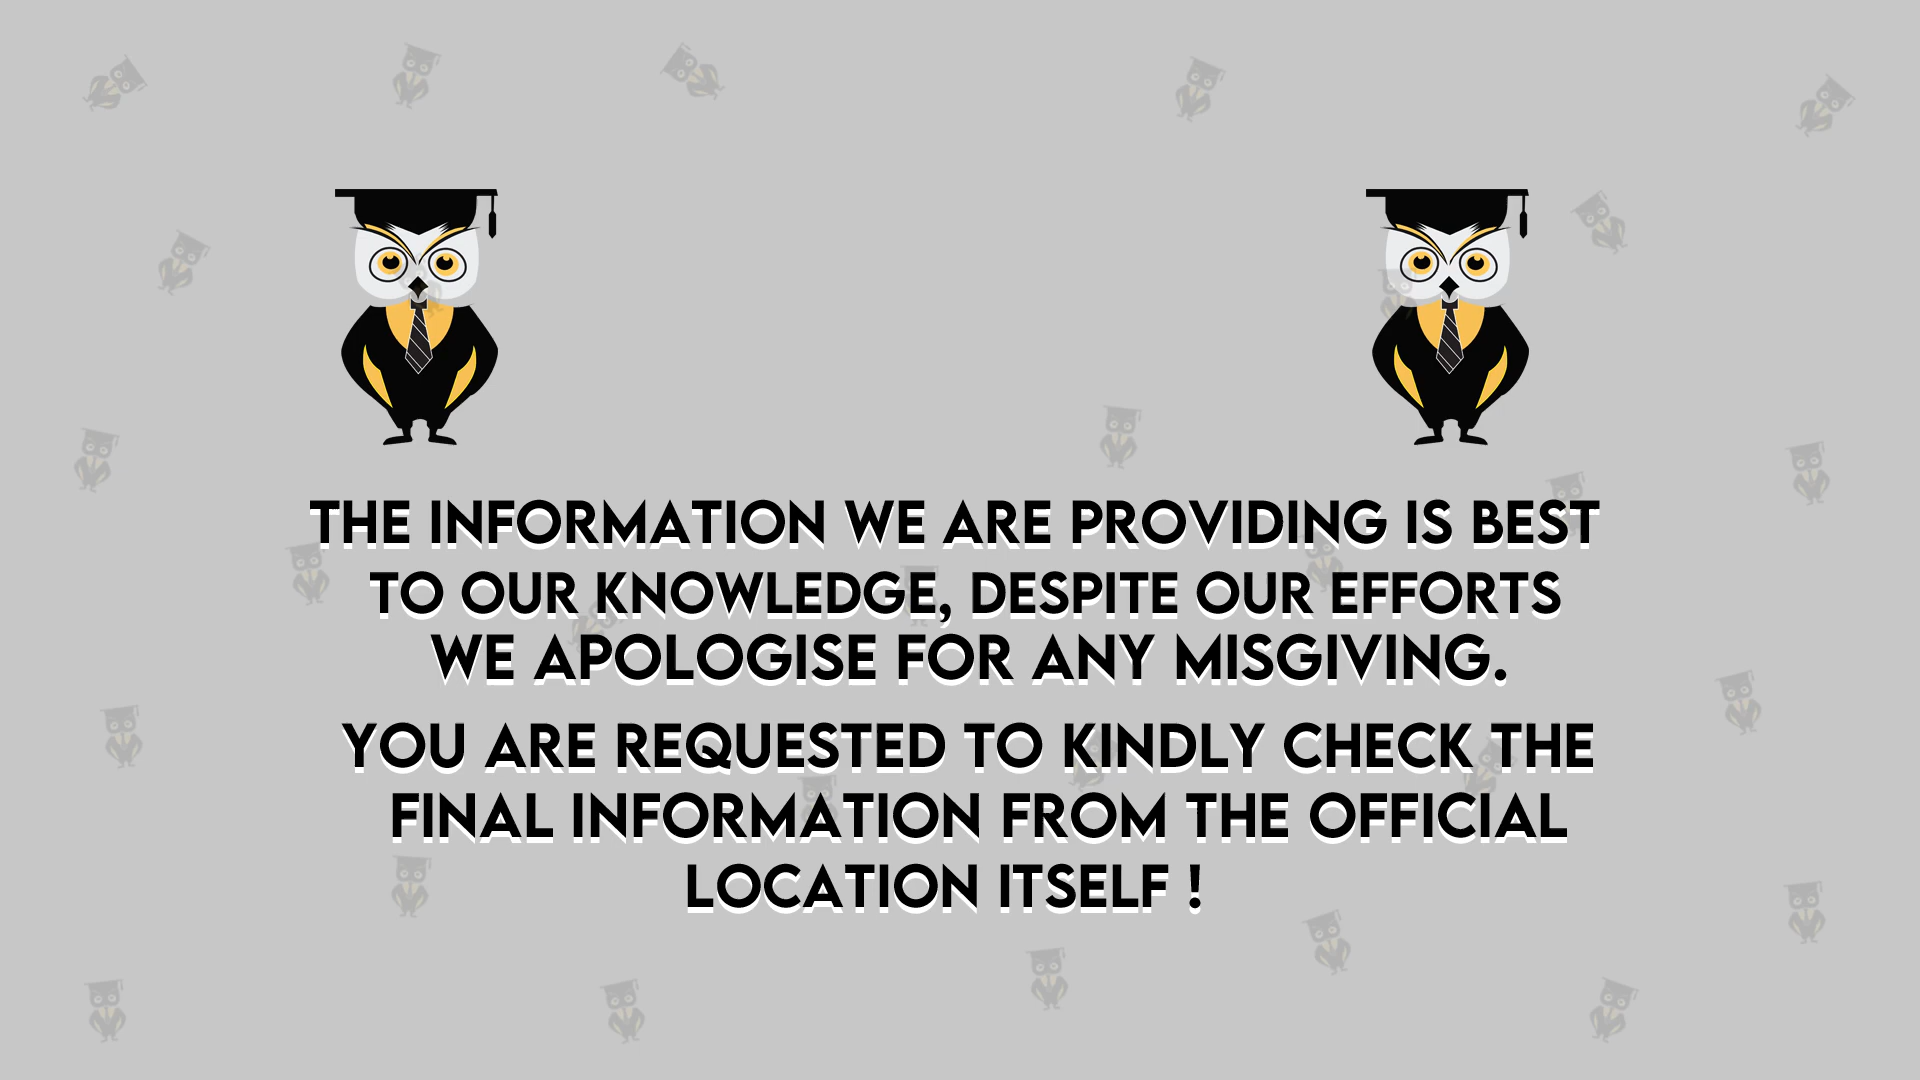 THE INFORMATION WE ARE PROVIDING IS BEST
TO OUR KNOWLEDGE, DESPITE OUR EFFORTS
WE APOLOGISE FOR ANY MISGIVING.
YOU ARE REQUESTED TO KINDLY CHECK THE
FINAL INFORMATION FROM THE OFFICIAL
LOCATION ITSELF !